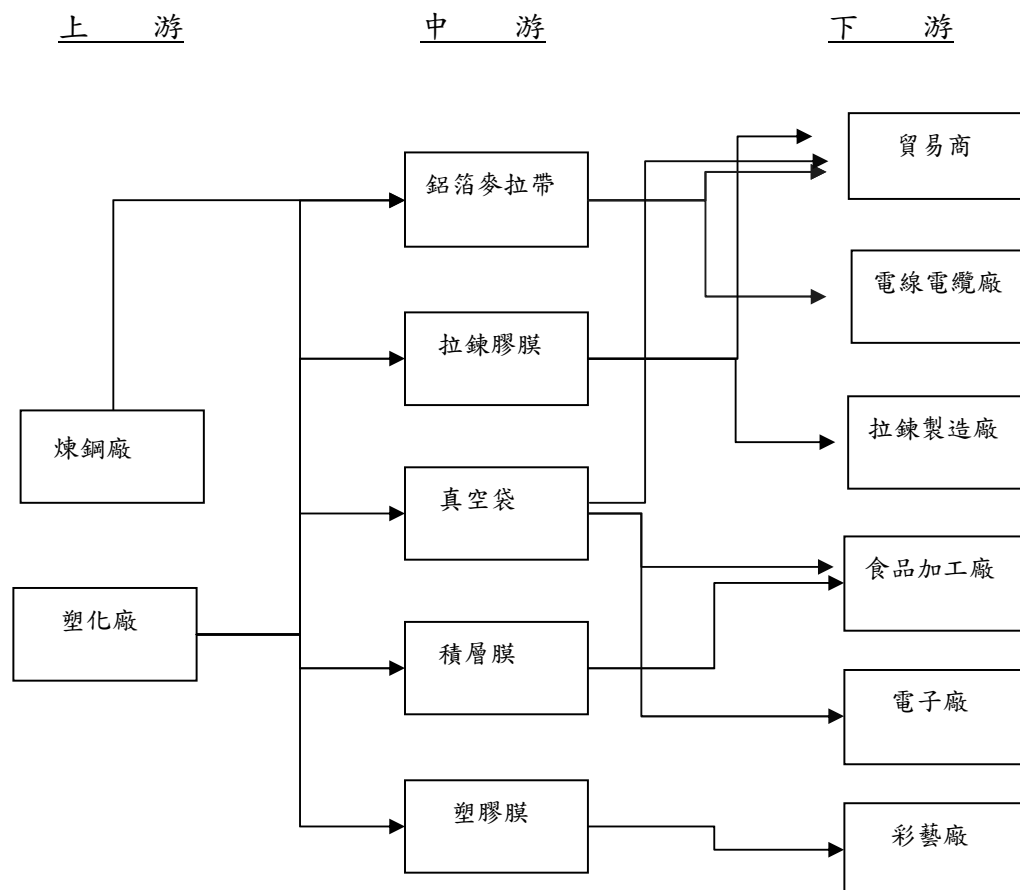 上 游
中 游
下 游
貿易商
鋁箔麥拉帶
電線電纜廠
拉鍊膠膜
拉鍊製造廠
煉鋼廠
真空袋
食品加工廠
塑化廠
積層膜
電子廠
塑膠膜
彩藝廠